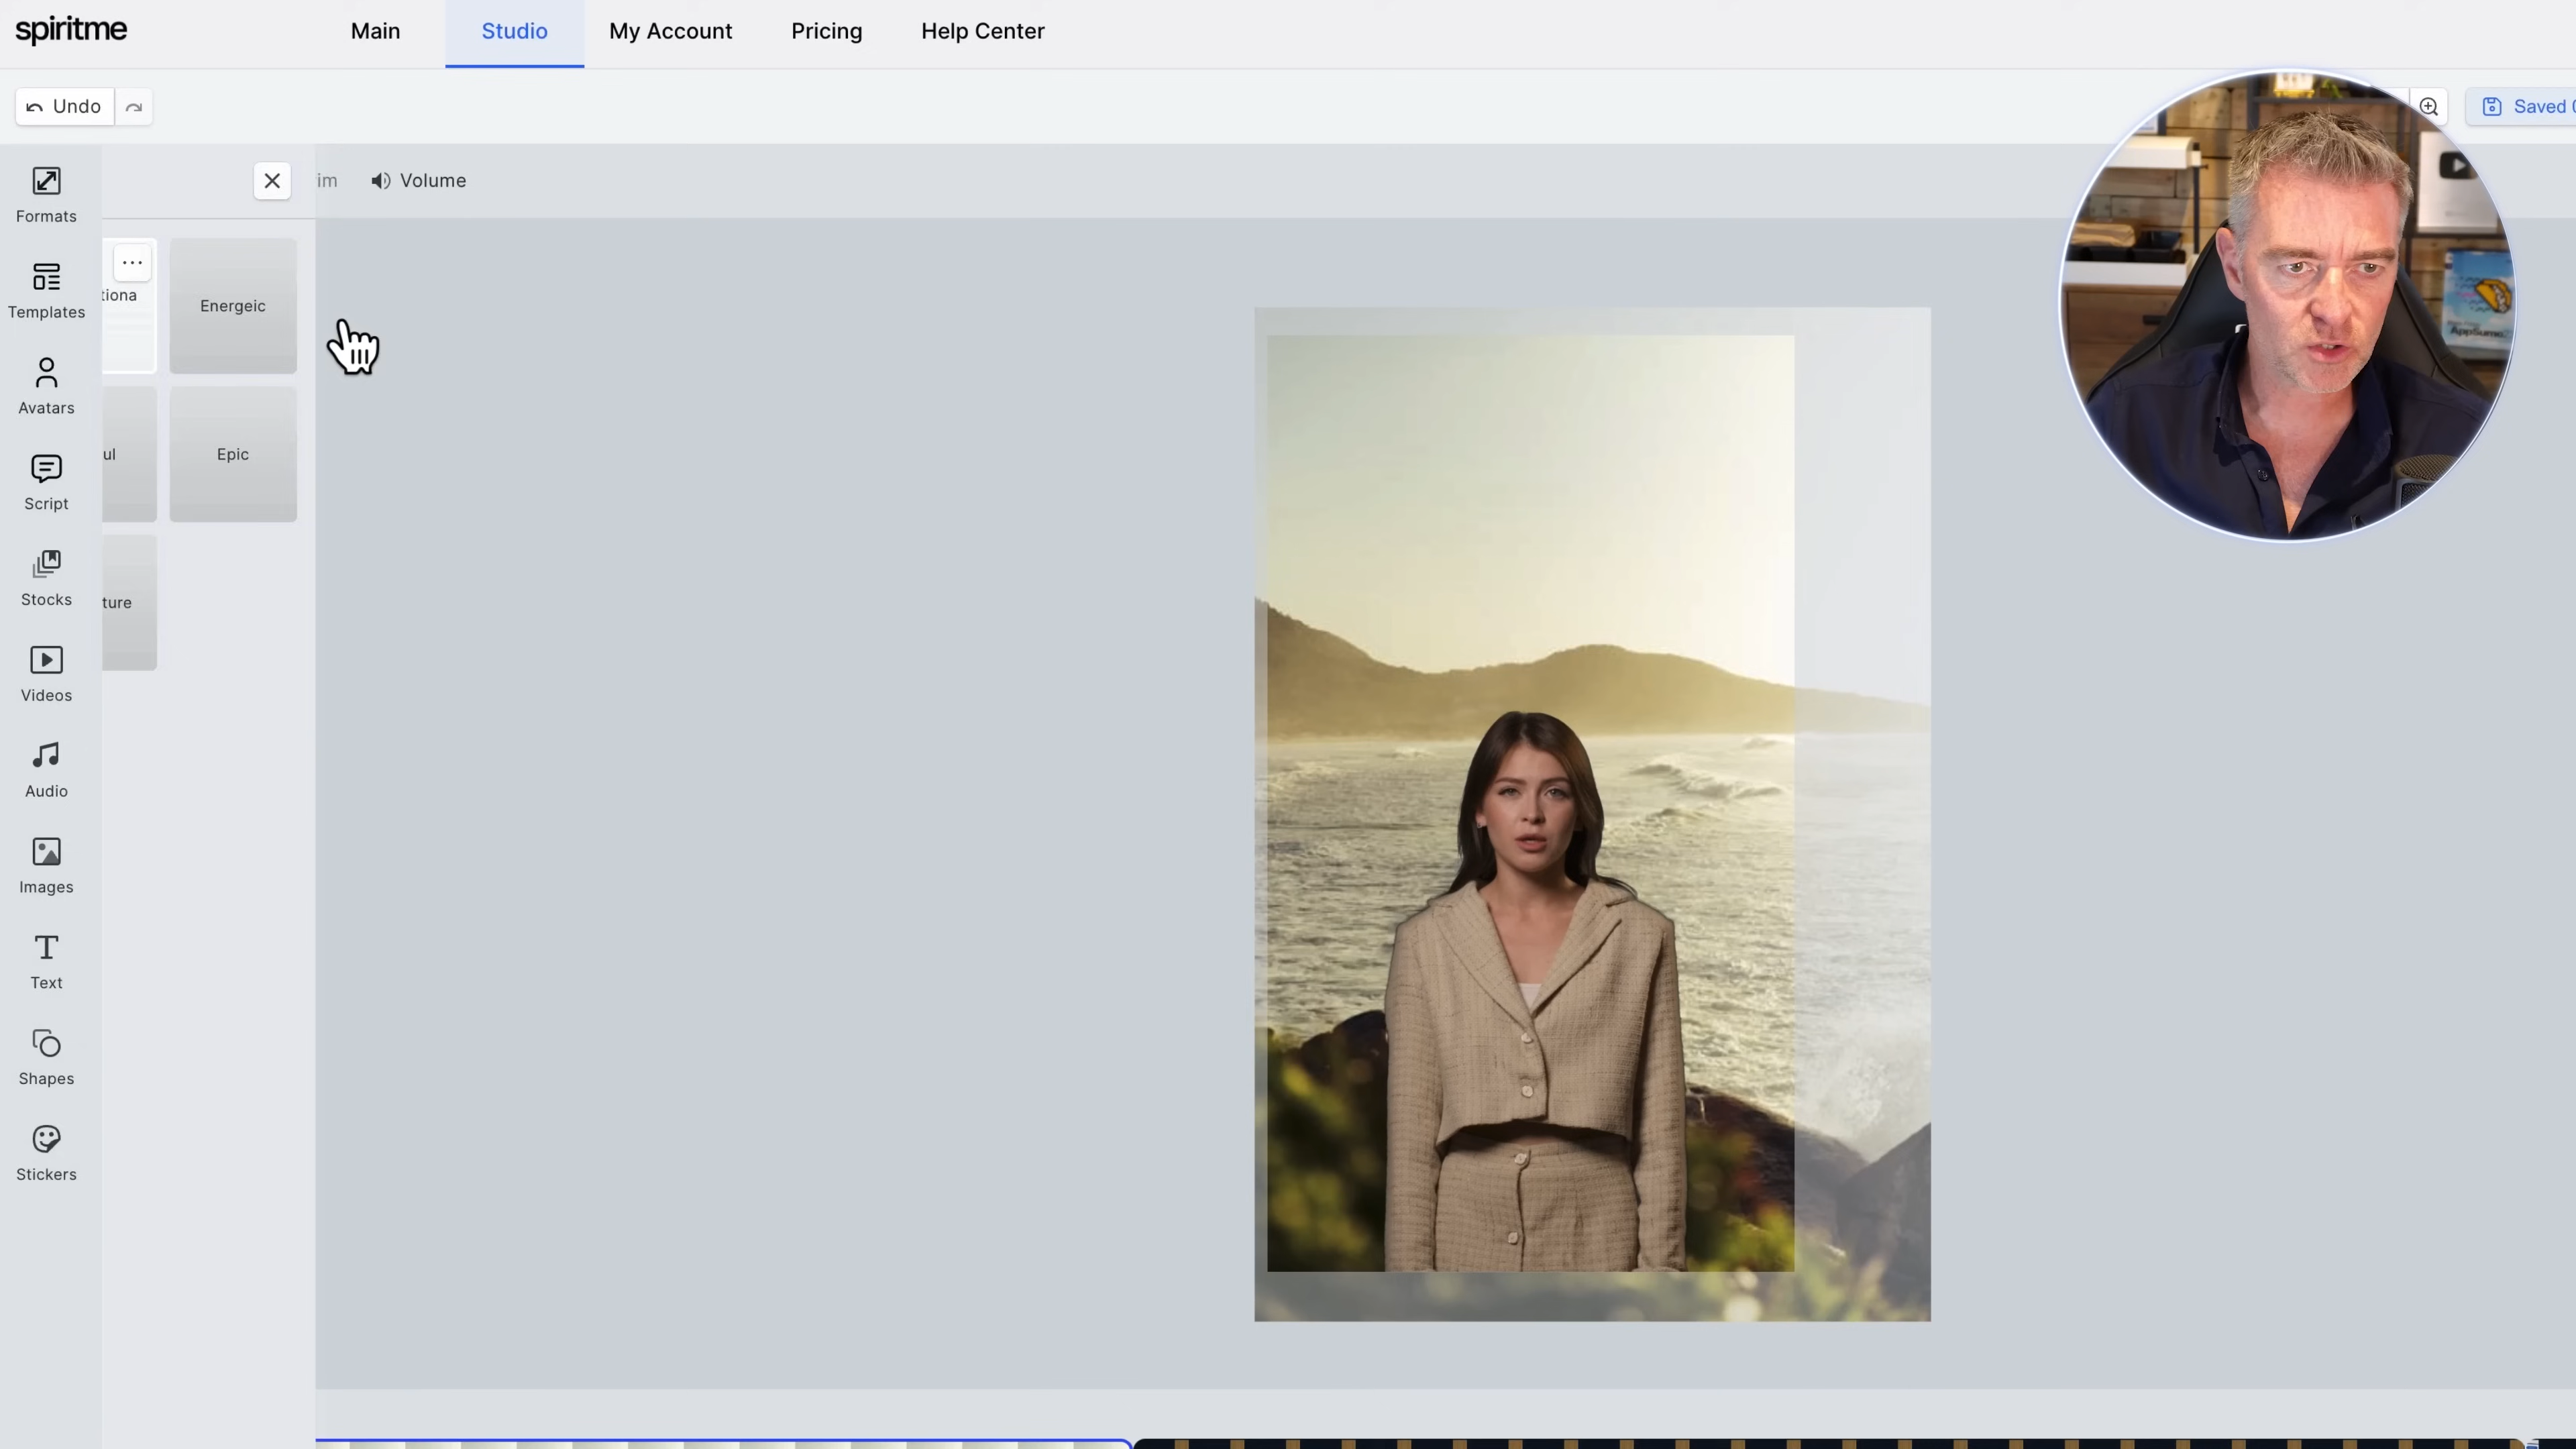 spiritme
Main
Studio
My Account
Pricing
Help Center
Undo
Saved
im
Volume
Formats
Templates
Avatars
Script
Stocks
Videos
Audio
Images
Text
Shapes
Stickers
tiona
Energeic
ul
Epic
ture